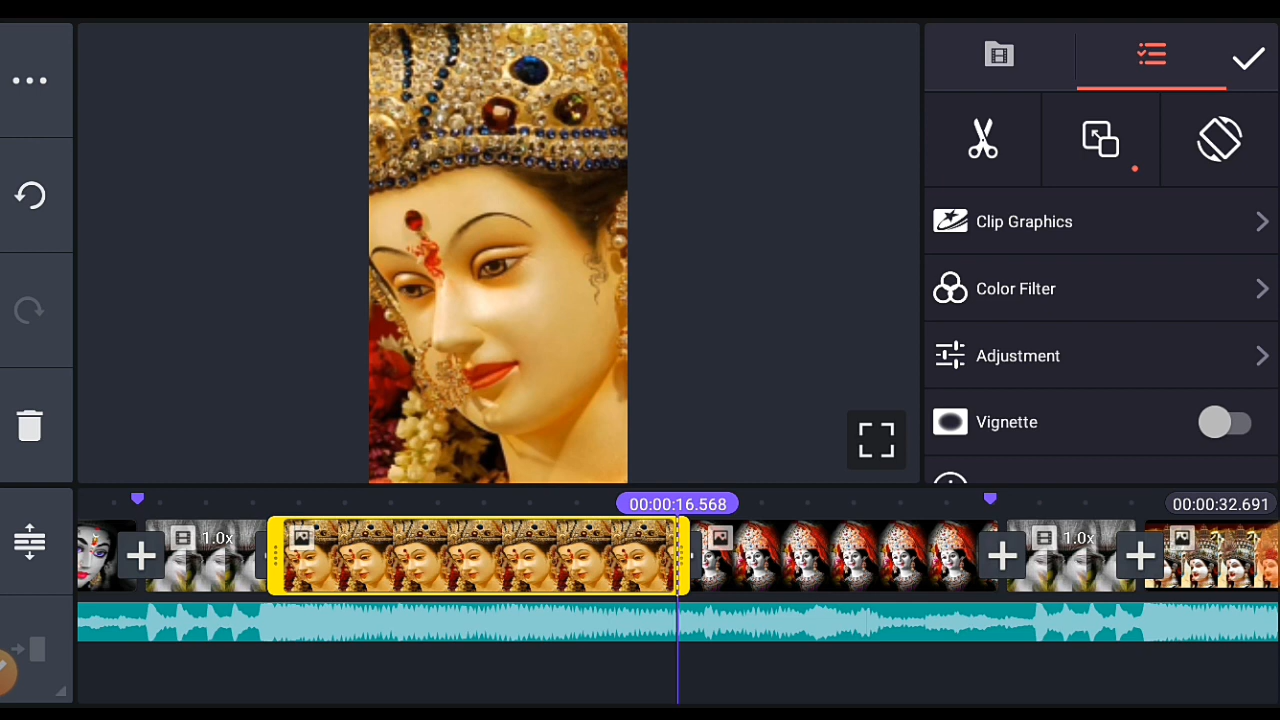 Clip Graphics
Color Filter
Adjustment
Vignette
00:00:16.568
00:00:32.691
1.0x
1.0x